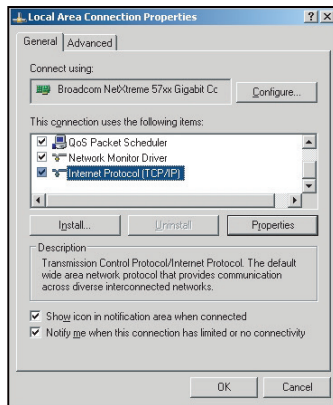 Local Area Connection Properties
General Advanced
Connect using:
Broadcom NetXtreme 57xx Gigabit Cc Configure...
This connection uses the following items:
QoS Packet Scheduler
Network Monitor Driver
Internet Protocol (TCP/IP)
Install... Uninstall Properties
Description
Transmission Control Protocol/Internet Protocol. The default
wide area network protocol that provides communication
across diverse interconnected networks.
Show icon in notification area when connected
Notify me when this connection has limited or no connectivity
OK Cancel